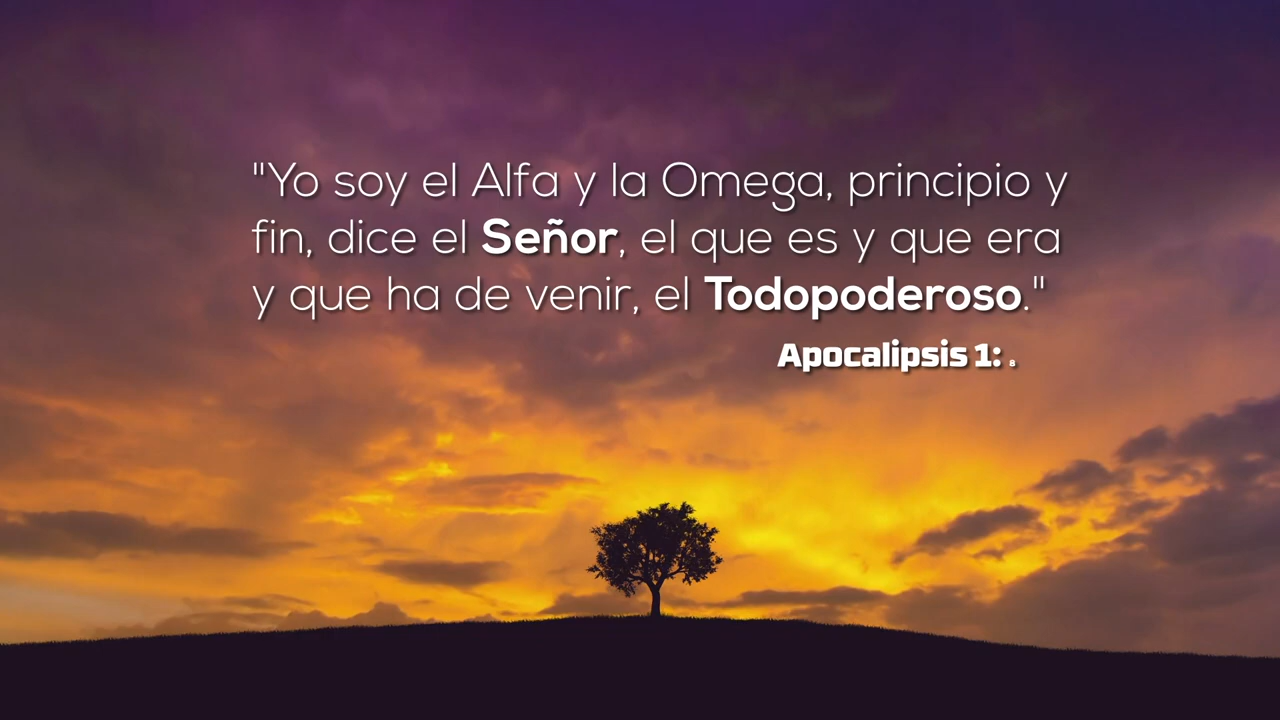 "Yo soy el Alfa y la Omega, principio y
fin, dice el Señor, el que es y que era
y que ha de venir, el Todopoderoso."
Apocalipsis 1: 8